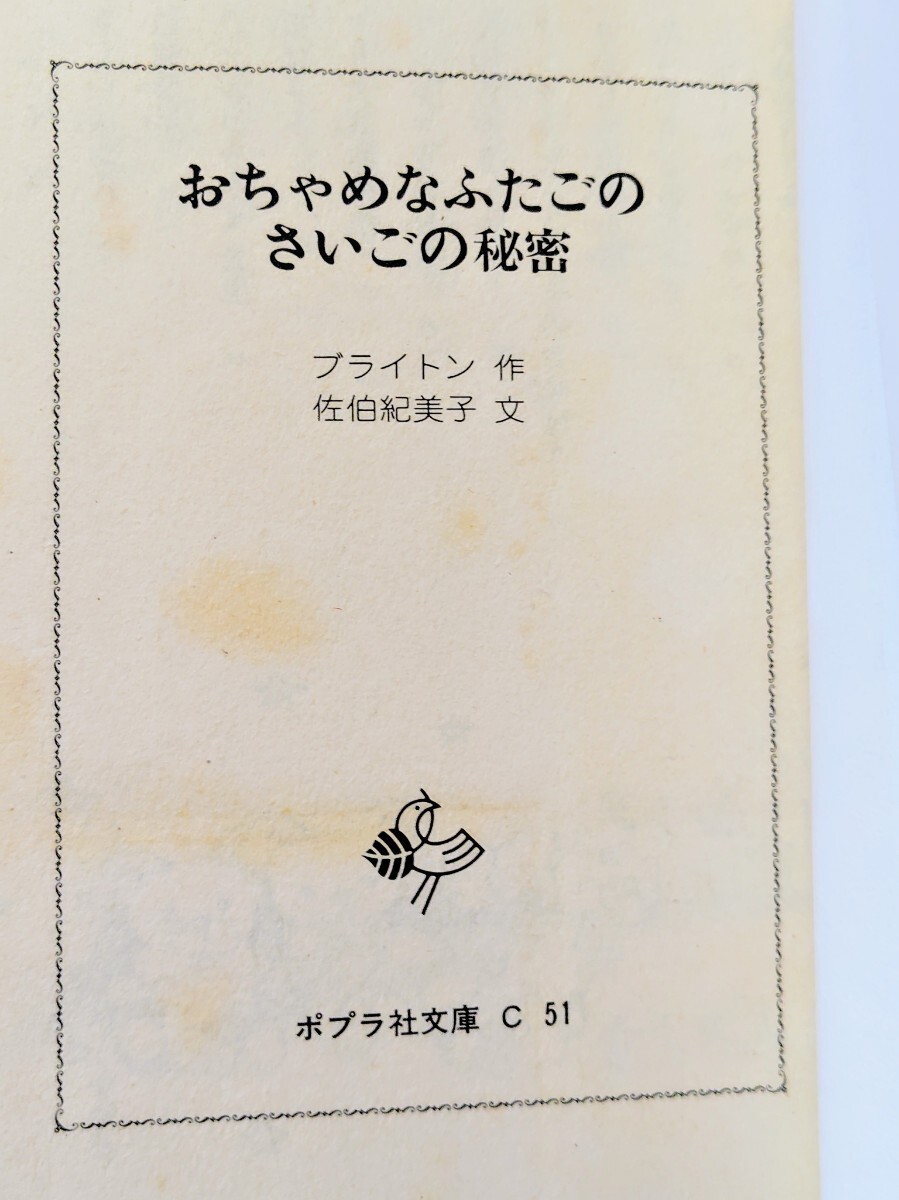 おちゃめなふたごの
さいごの秘密
ブライトン 作
佐伯紀美子 文
ポプラ社文庫 C 51